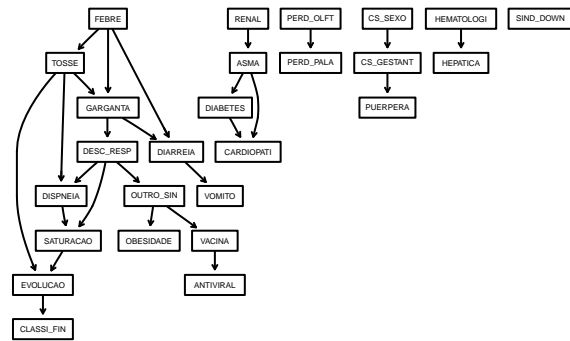 FEBRE
RENAL
PERD_OLFT
CS_SEXO
HEMATOLOGI
SIND_DOWN
TOSSE
ASMA
PERD_PALA
CS_GESTANT
HEPATICA
GARGANTA
DIABETES
PUERPERA
DESC_RESP
DIARREIA
CARDIOPATI
DISPNEIA
OUTRO_SIN
VOMITO
SATURACAO
OBESIDADE
VACINA
EVOLUCAO
ANTIVIRAL
CLASSI_FIN